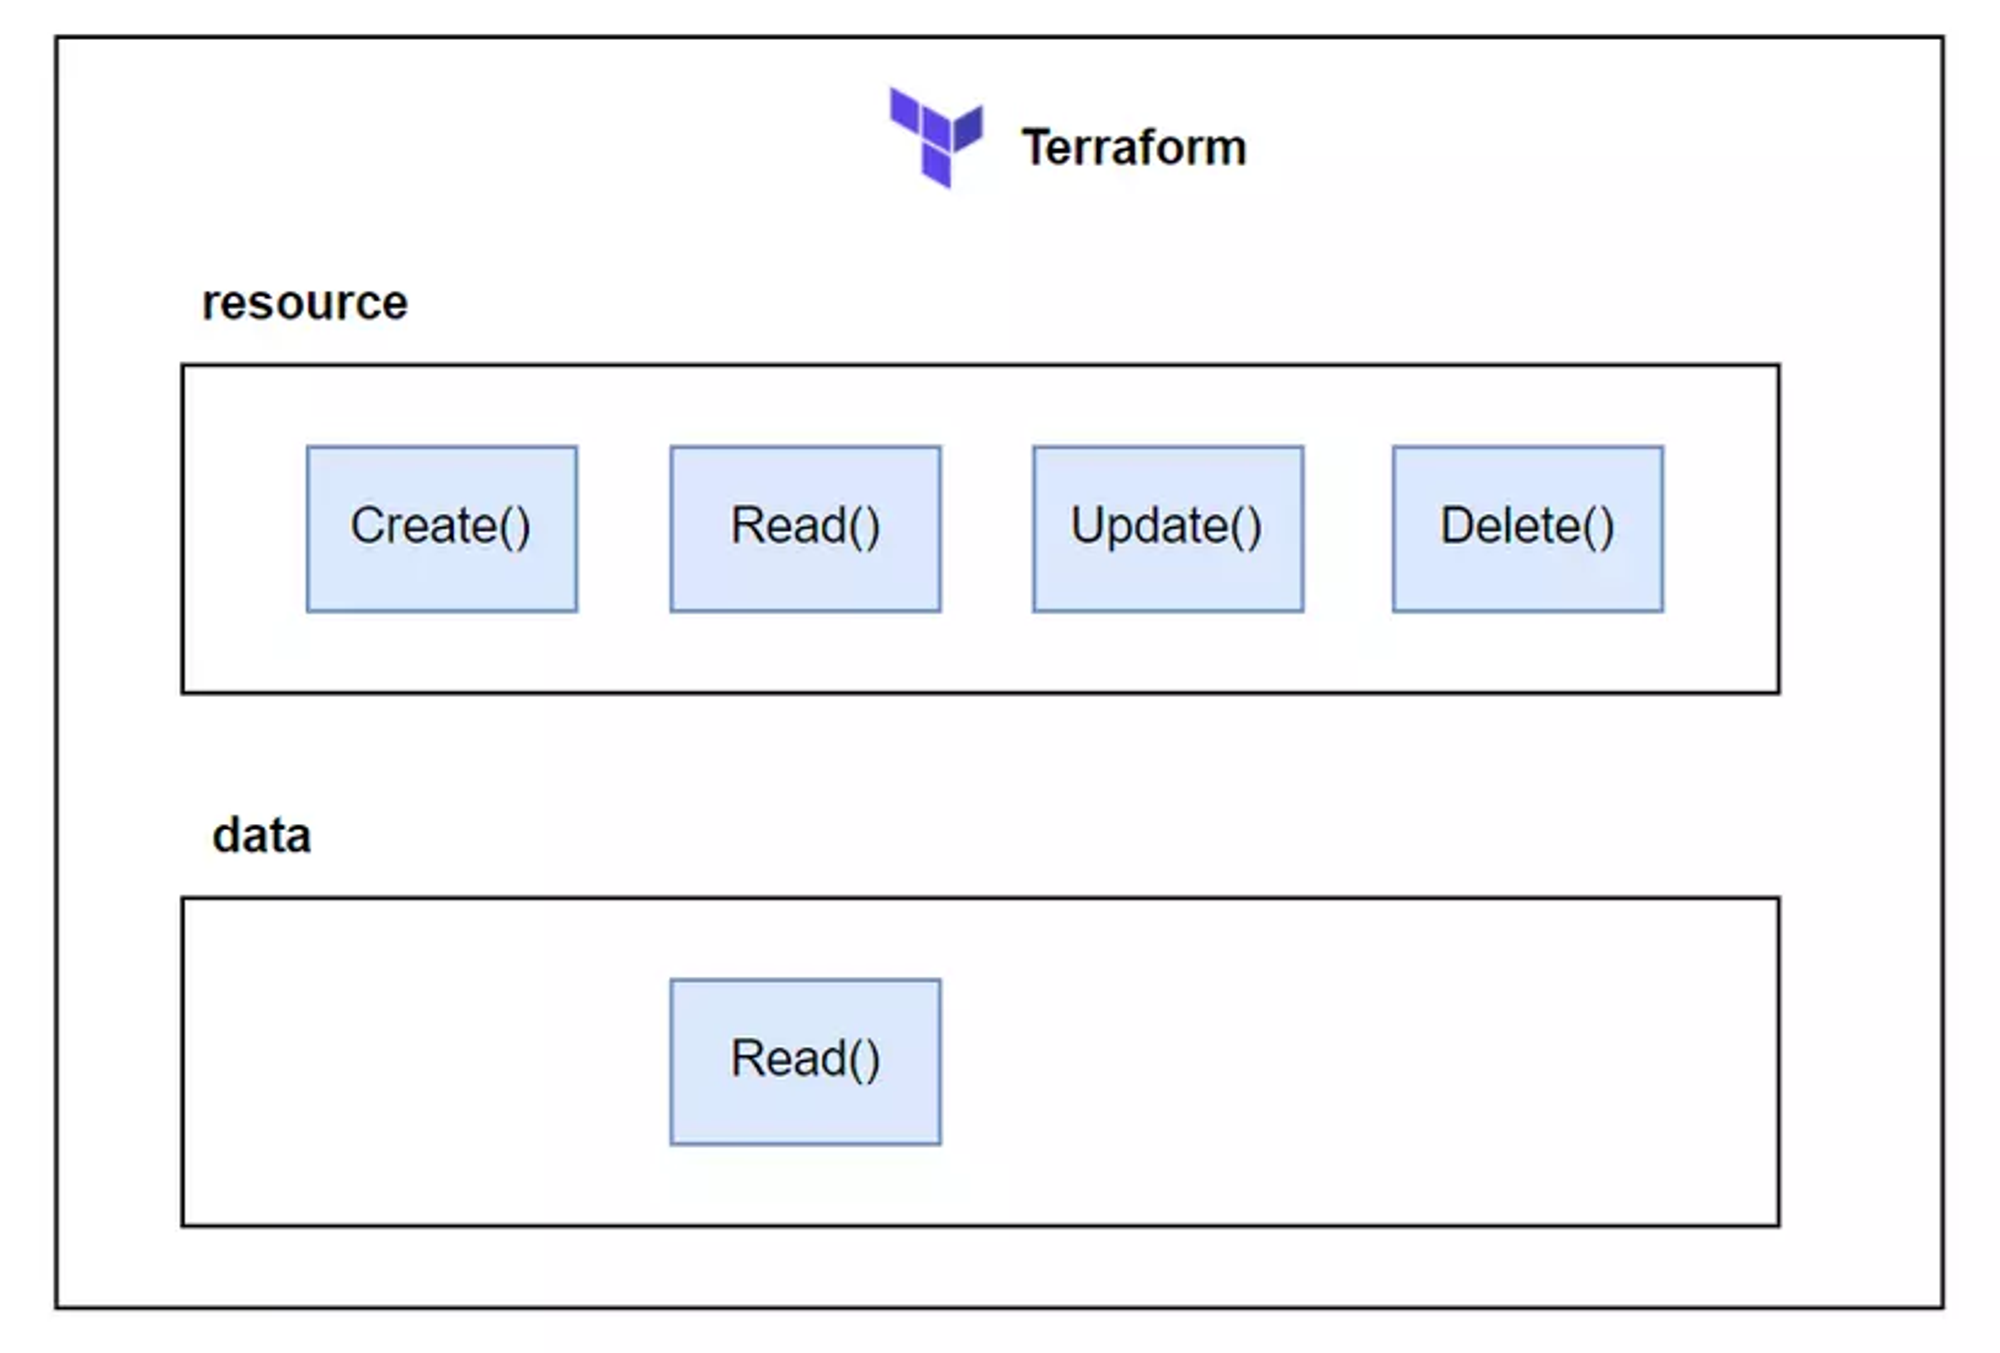 Terraform
resource
Create() Read() Update() Delete()
data
Read()